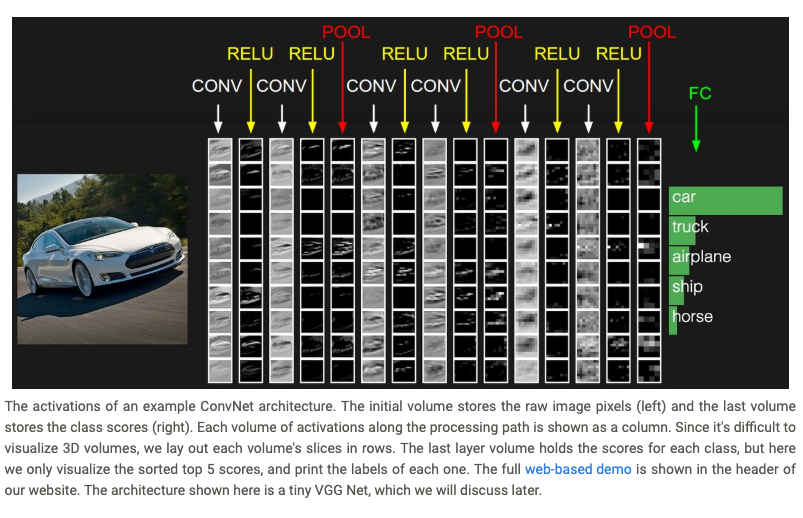 POOL POOL POOL
RELU RELU RELU RELU RELU RELU
CONV CONV CONV CONV CONV CONV
FC
car
truck
airplane
ship
horse
The activations of an example ConvNet architecture. The initial volume stores the raw image pixels (left) and the last volume
stores the class scores (right). Each volume of activations along the processing path is shown as a column. Since it's difficult to
visualize 3D volumes, we lay out each volume's slices in rows. The last layer volume holds the scores for each class, but here
we only visualize the sorted top 5 scores, and print the labels of each one. The full web-based demo is shown in the header of
our website. The architecture shown here is a tiny VGG Net, which we will discuss later.